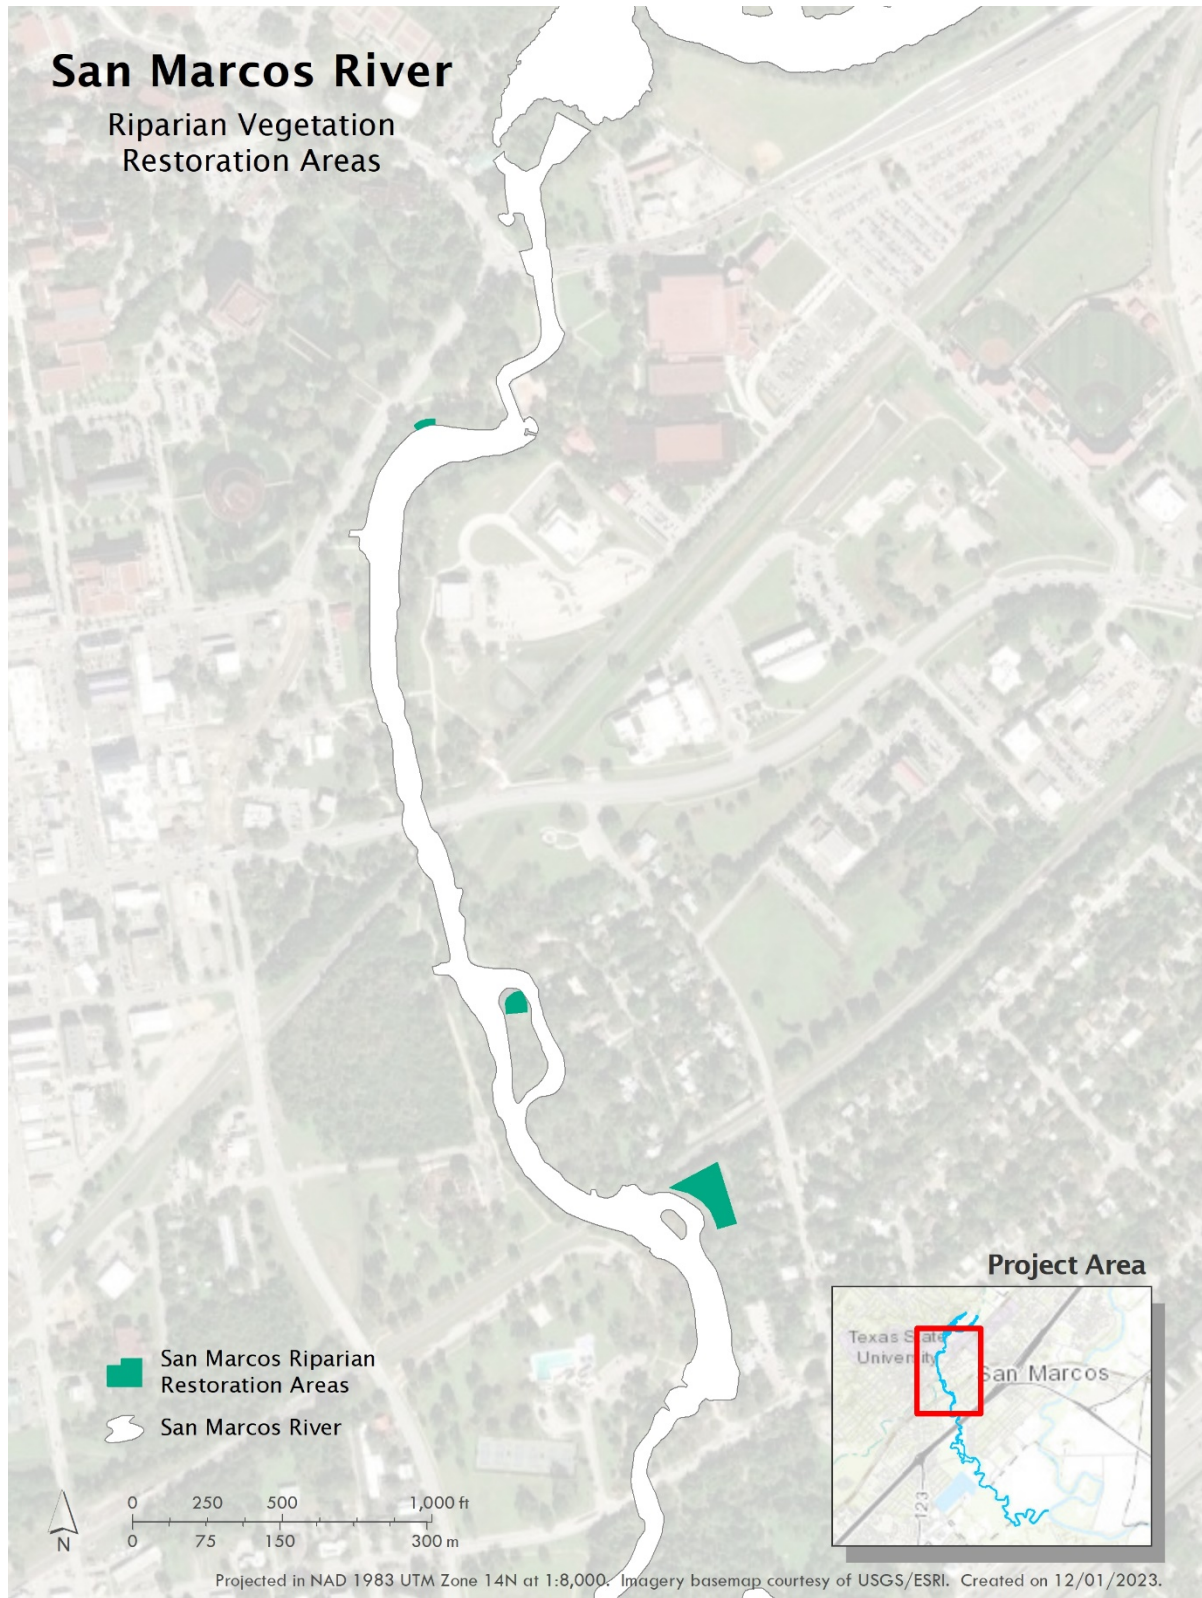 San Marcos River
Riparian Vegetation
Restoration Areas
Project Area
Texas State
University
San Marcos
123
San Marcos Riparian
Restoration Areas
San Marcos River
N
0 250 500 1,000 ft
0 75 150 300 m
Projected in NAD 1983 UTM Zone 14N at 1:8,000. Imagery basemap courtesy of USGS/ESRI. Created on 12/01/2023.